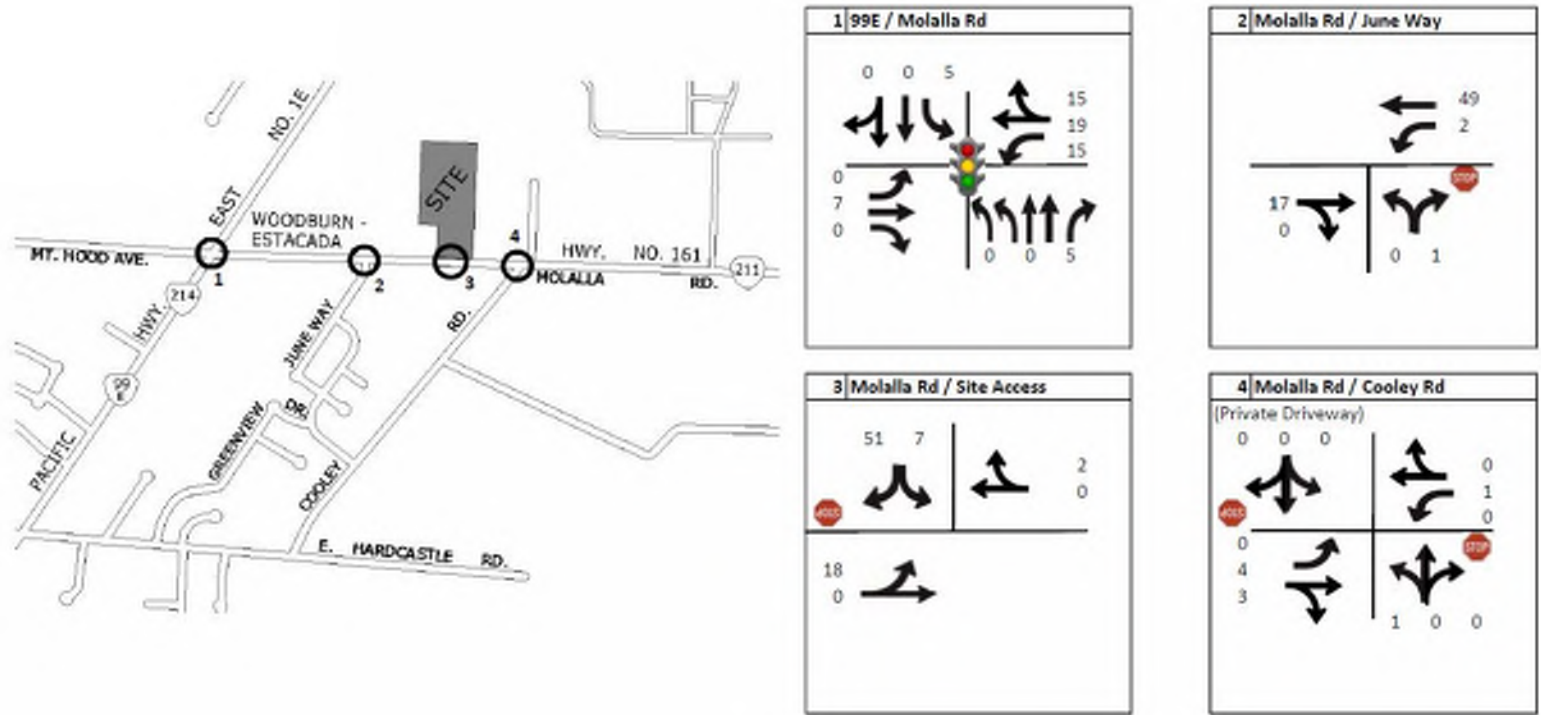 NO. 1E
EAST
SITE
WOODBURN -
ESTACADA
4
HWY. NO. 161
MT. HOOD AVE.
1
2
3
MOLALLA
RD.
211
214
HWY.
JUNE WAY
RD.
99
E
DR.
GREENVIEW
PACIFIC
COOLEY
E. HARDCASTLE RD.
1 99E / Molalla Rd
0 0 5
15
19
15
0
7
0
0 0 5
2 Molalla Rd / June Way
49
2
STOP
17
0
0 1
3 Molalla Rd / Site Access
51 7
2
0
18
0
4 Molalla Rd / Cooley Rd
(Private Driveway)
0 0 0
0
1
0
STOP
0
4
3
1 0 0